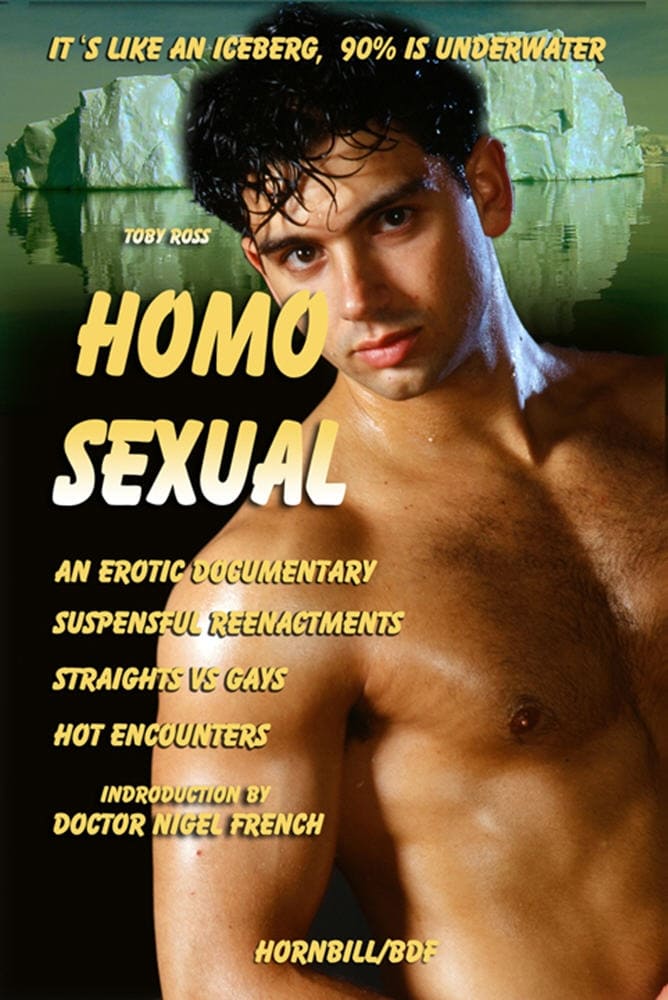 IT 'S LIKE AN ICEBERG, 90% IS UNDERWATER
TOBY ROSS
HOMO
SEXUAL
AN EROTIC DOCUMENTARY
SUSPENSFUL REENACTMENTS
STRAIGHTS VS GAYS
HOT ENCOUNTERS
INDRODUCTION BY
DOCTOR NIGEL FRENCH
HORNBILL/BDF